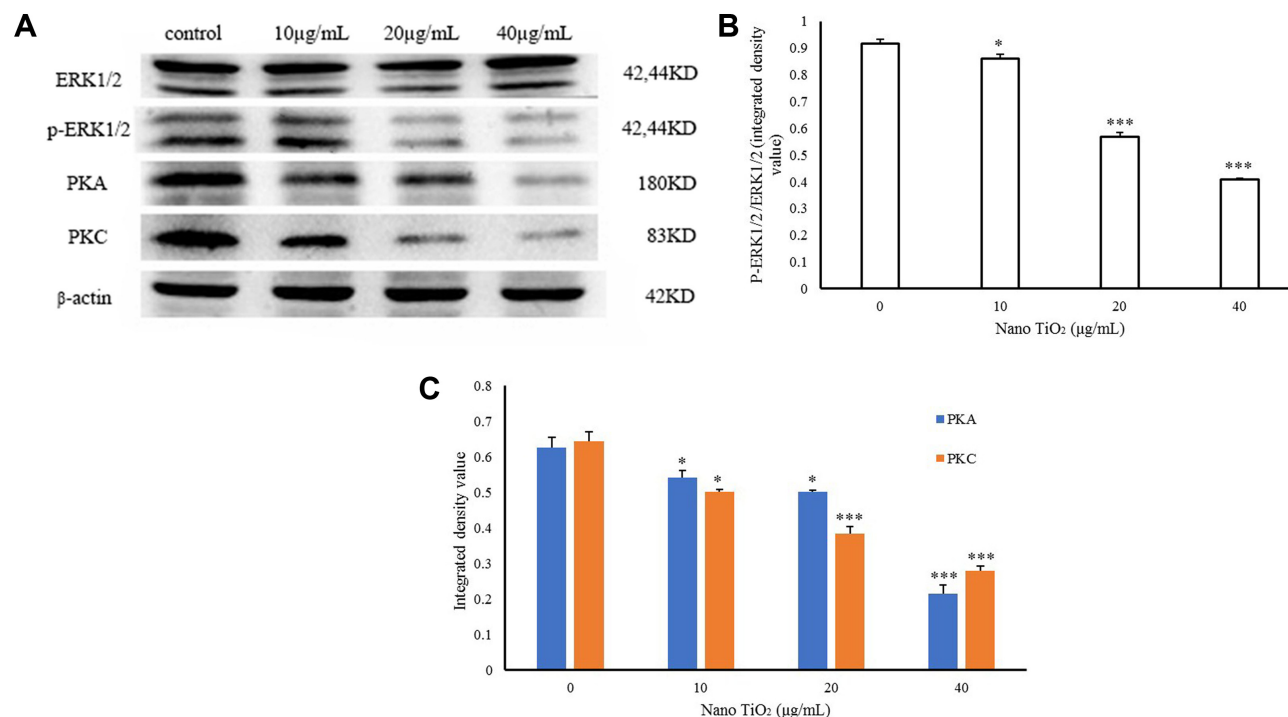 A
control 10µg/mL 20µg/mL 40µg/mL
ERK1/2 42,44KD
p-ERK1/2 42,44KD
PKA 180KD
PKC 83KD
β-actin 42KD
B
P-ERK1/2/ERK1/2 (integrated density
value)
1
0.9
0.8
0.7
0.6
0.5
0.4
0.3
0.2
0.1
0
*
***
***
0 10 20 40
Nano TiO₂ (µg/mL)
C
Integrated density value
0.8
0.7
0.6
0.5
0.4
0.3
0.2
0.1
0
PKA
PKC
* *
* ***
*** ***
0 10 20 40
Nano TiO₂ (µg/mL)